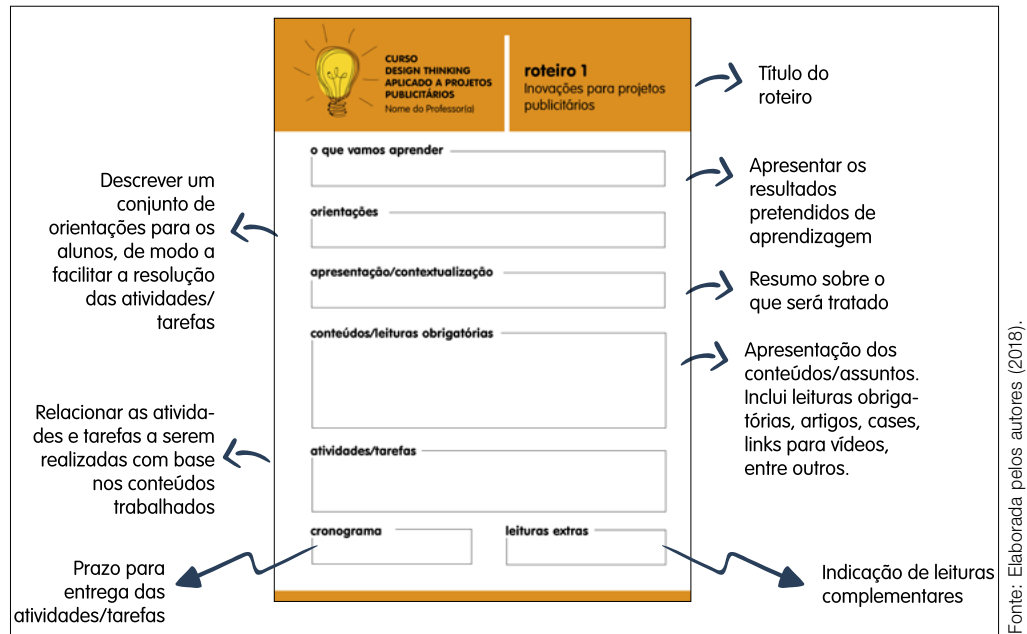 CURSO
DESIGN THINKING
APLICADO A PROJETOS
PUBLICITÁRIOS
Nome do Professor(a)
roteiro 1
Inovações para projetos
publicitários
Título do
roteiro
o que vamos aprender
Apresentar os
resultados
pretendidos de
aprendizagem
Descrever um
conjunto de
orientações para os
alunos, de modo a
facilitar a resolução
das atividades/
tarefas
orientações
apresentação/contextualização
Resumo sobre o
que será tratado
conteúdos/leituras obrigatórias
Apresentação dos
conteúdos/assuntos.
Inclui leituras obriga-
tórias, artigos, cases,
links para vídeos,
entre outros.
Relacionar as ativida-
des e tarefas a serem
realizadas com base
nos conteúdos
trabalhados
atividades/tarefas
cronograma
leituras extras
Prazo para
entrega das
atividades/tarefas
Indicação de leituras
complementares
Fonte: Elaborada pelos autores (2018).